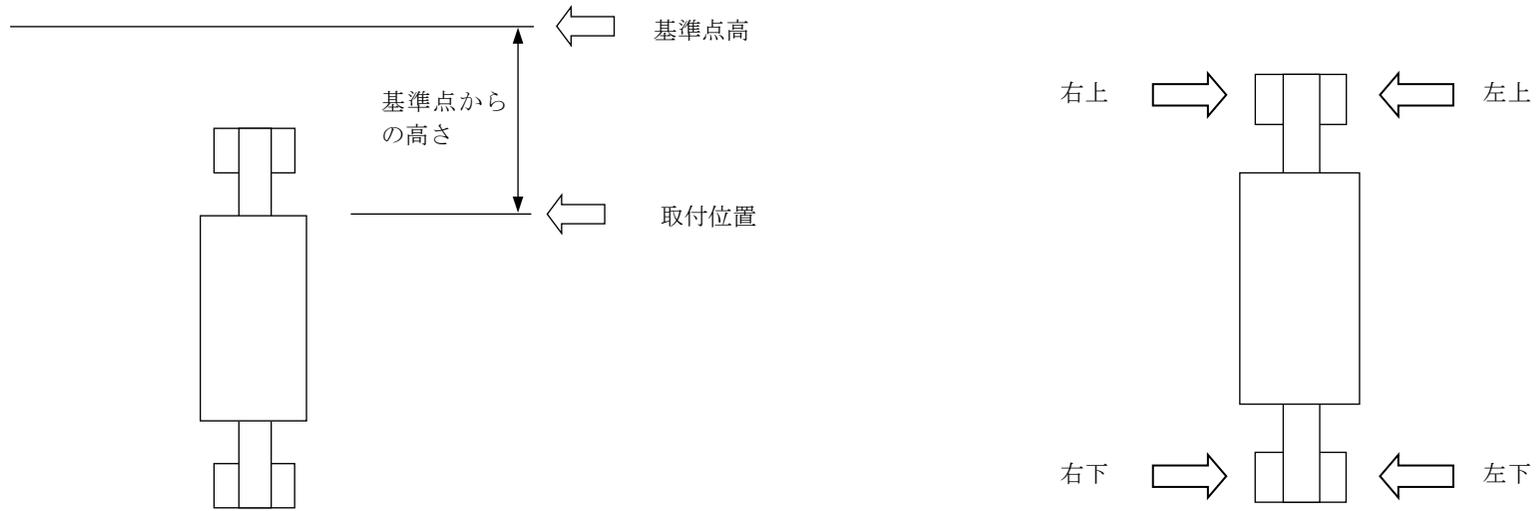 基準点高
基準点から
の高さ
取付位置
右上
左上
右下
左下